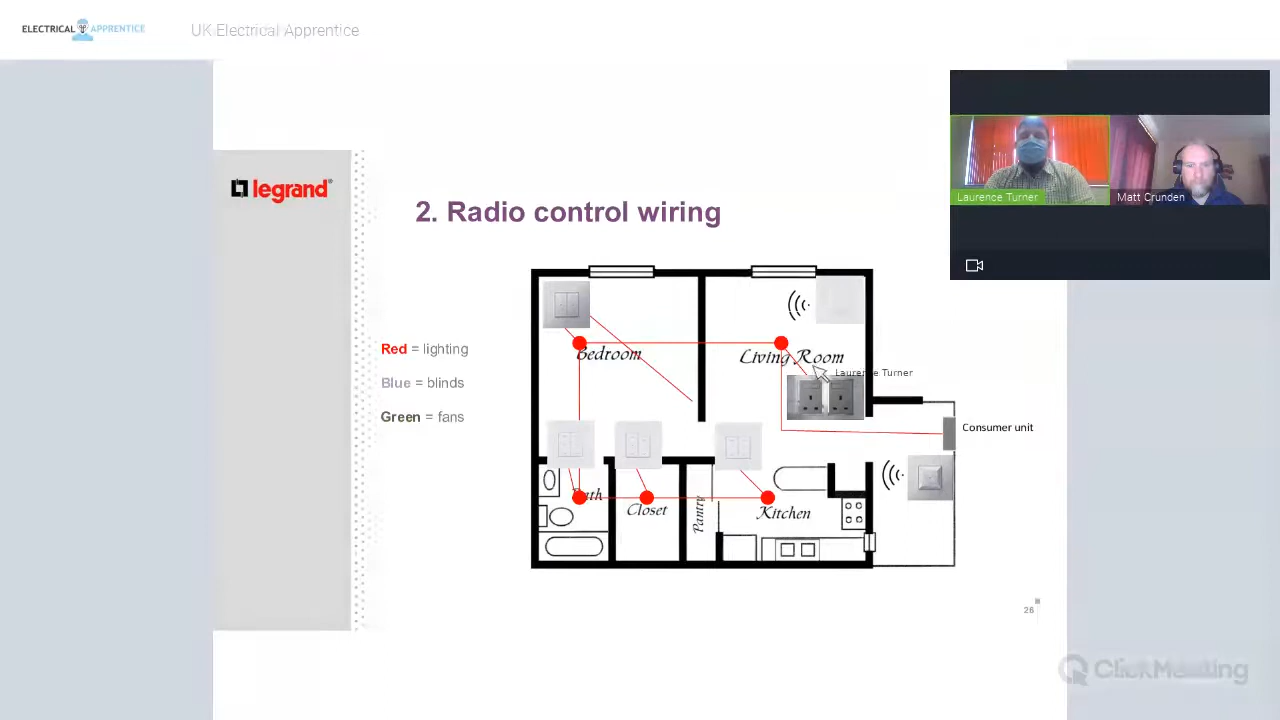 ELECTRICAL APPRENTICE
UK Electrical Apprentice
legrand
2. Radio control wiring
Laurence Turner
Matt Crunden
Red = lighting
Blue = blinds
Green = fans
Bedroom
Living Room
Laurence Turner
Consumer unit
Bath
Closet
Pantry
Kitchen
26
ClickMeeting